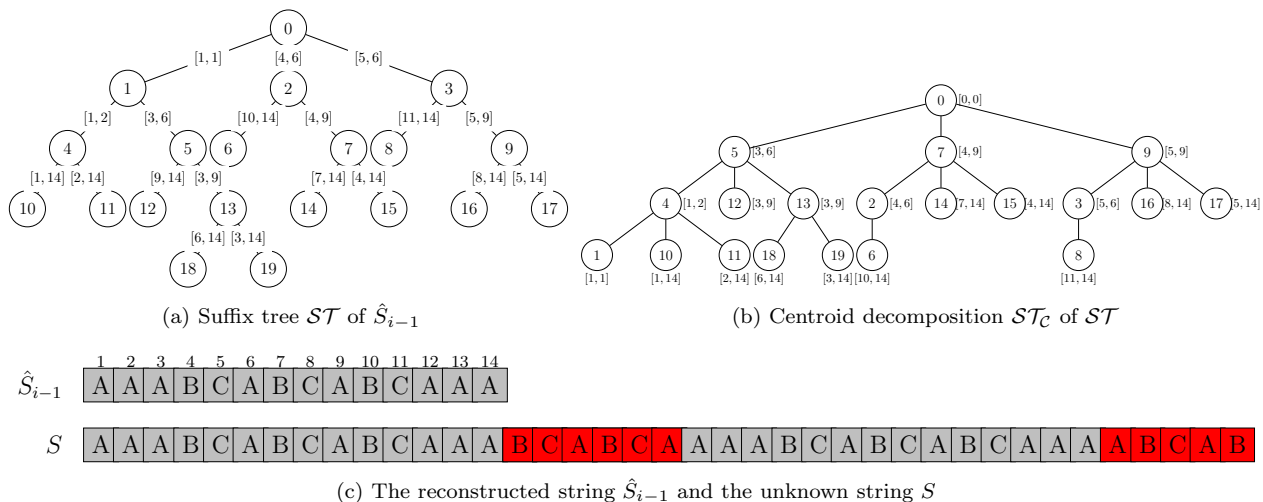 0
[1, 1] [4, 6] [5, 6]
1 2 3
[1, 2] [3, 6] [10, 14] [4, 9] [11, 14] [5, 9]
4 5 6 7 8 9
[1, 14] [2, 14] [9, 14] [3, 9] [7, 14] [4, 14] [8, 14] [5, 14]
10 11 12 13 14 15 16 17
[6, 14] [3, 14]
18 19
(a) Suffix tree 𝒮𝒯 of Ŝi−1
0 [0, 0]
5 [3, 6] 7 [4, 9] 9 [5, 9]
4 [1, 2] 12 [3, 9] 13 [3, 9] 2 [4, 6] 14 [7, 14] 15 [4, 14] 3 [5, 6] 16 [8, 14] 17 [5, 14]
1 10 11 18 19 6 8
[1, 1] [1, 14] [2, 14] [6, 14] [3, 14] [10, 14] [11, 14]
(b) Centroid decomposition 𝒮𝒯𝒞 of 𝒮𝒯
1 2 3 4 5 6 7 8 9 10 11 12 13 14
Ŝi−1 A A A B C A B C A B C A A A
S A A A B C A B C A B C A A A B C A B C A A A A B C A B C A B C A A A A B C A B
(c) The reconstructed string Ŝi−1 and the unknown string S